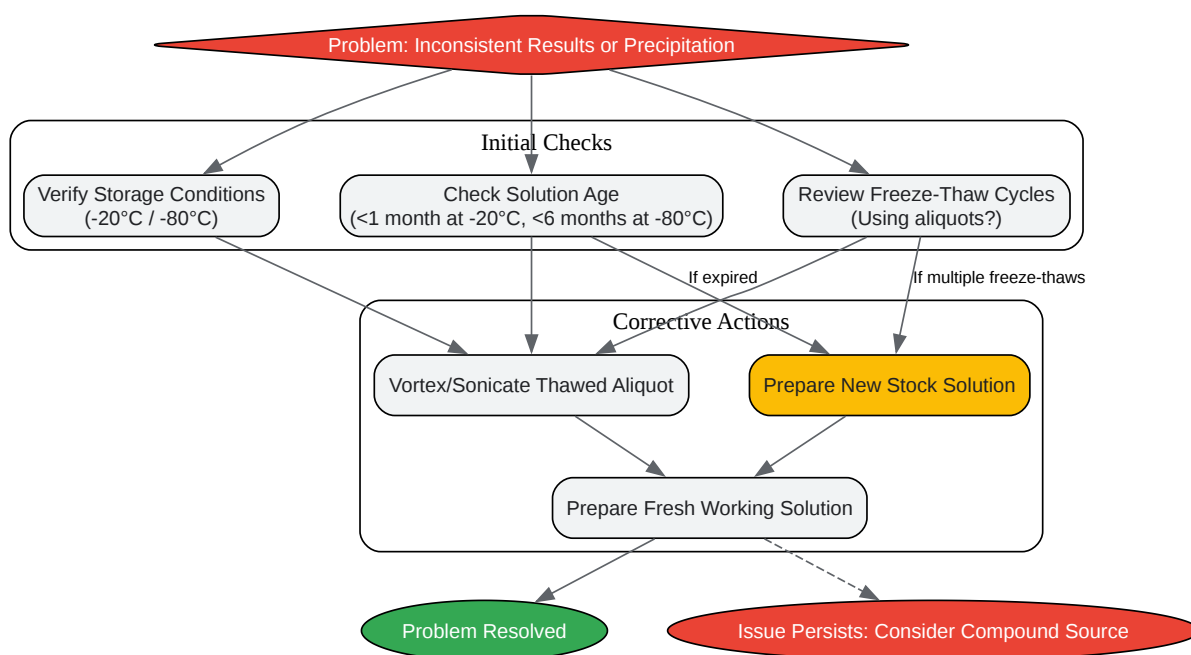 Problem: Inconsistent Results or Precipitation
Initial Checks
Verify Storage Conditions
(-20°C / -80°C)
Check Solution Age
(<1 month at -20°C, <6 months at -80°C)
Review Freeze-Thaw Cycles
(Using aliquots?)
If expired
If multiple freeze-thaws
Corrective Actions
Vortex/Sonicate Thawed Aliquot
Prepare New Stock Solution
Prepare Fresh Working Solution
Problem Resolved
Issue Persists: Consider Compound Source